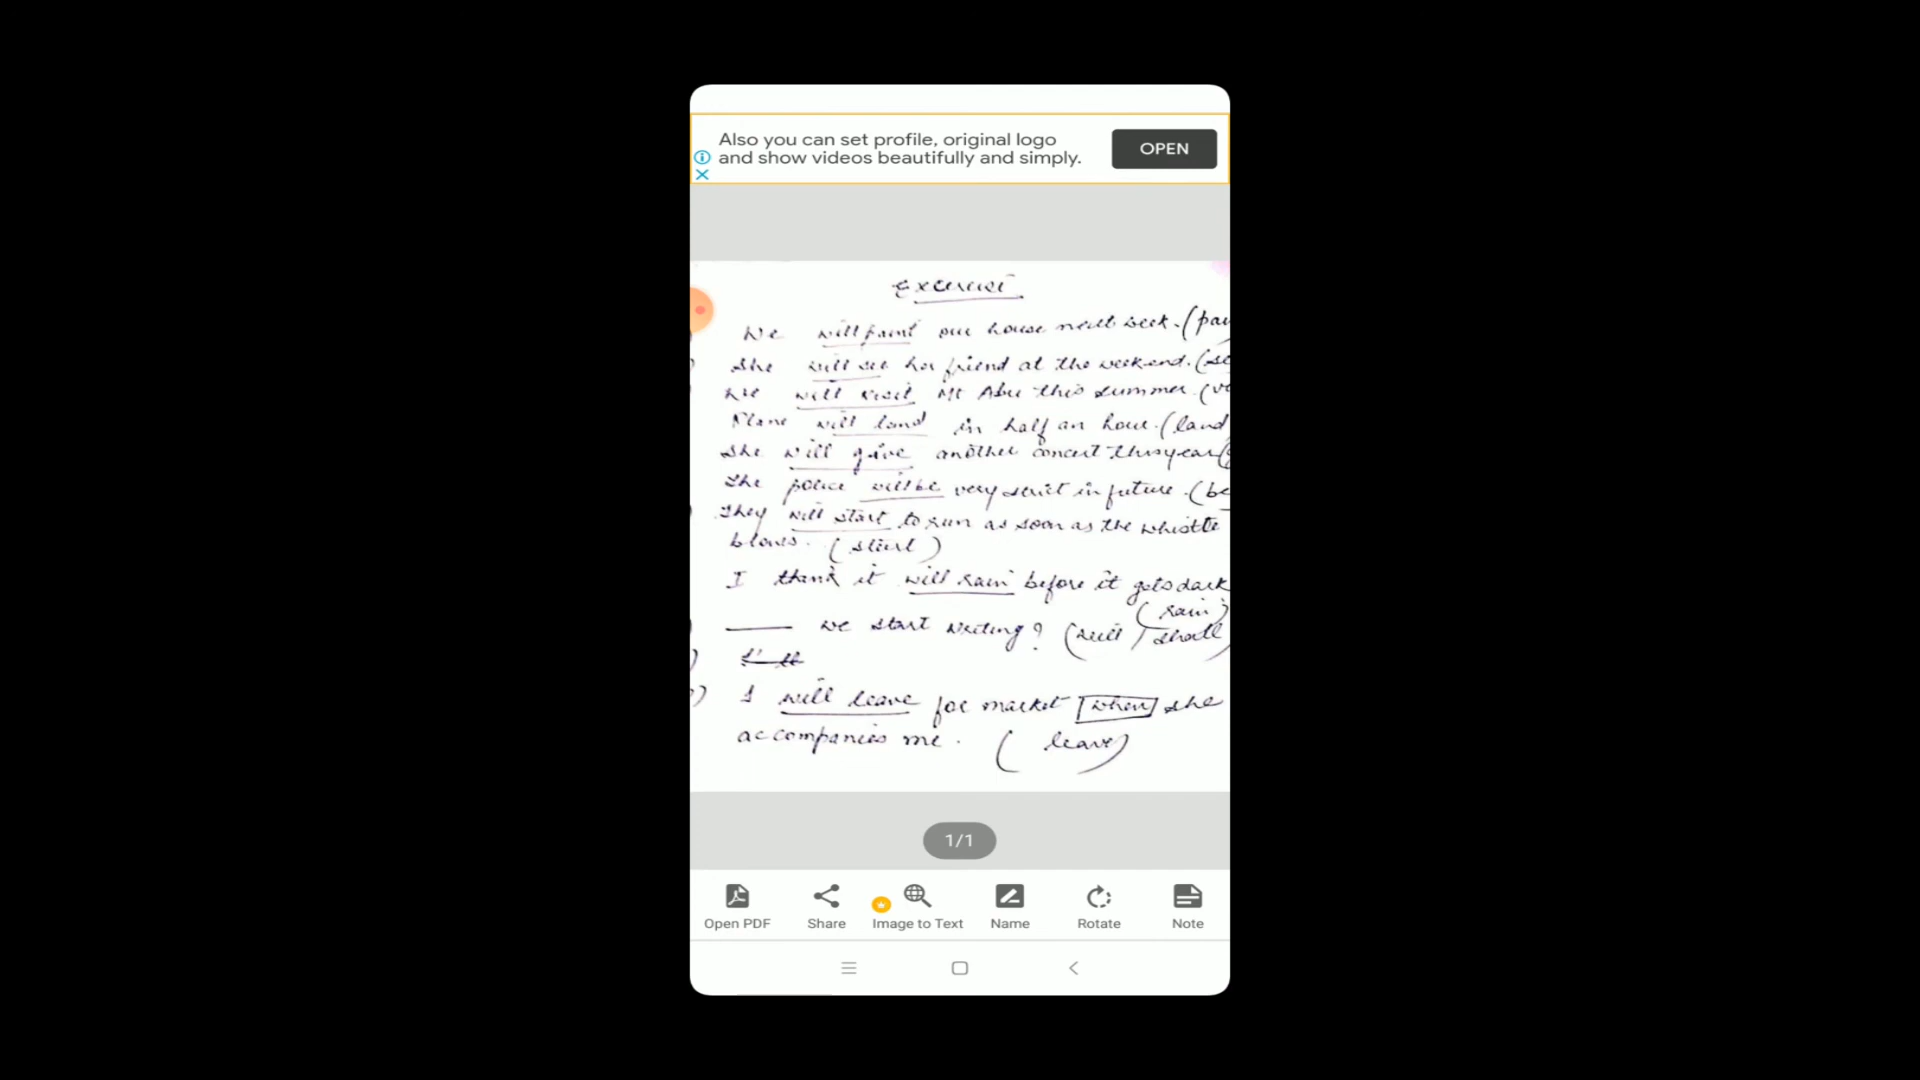 Also you can set profile, original logo
and show videos beautifully and simply.
OPEN
Excercise
We will paint our house next week. (pai
She will see her friend at the weekend. (se
We will visit Mt Abu this summer. (vi
Plane will land in half an hour. (land
She will give another concert this year (
The police will be very strict in future. (be
They will start to run as soon as the whistle
blows. (start)
I think it will rain before it gets dark
(rain)
we start writing? (will / shall)
I will leave for market when she
accompanies me. (leave)
1/1
Open PDF Share Image to Text Name Rotate Note